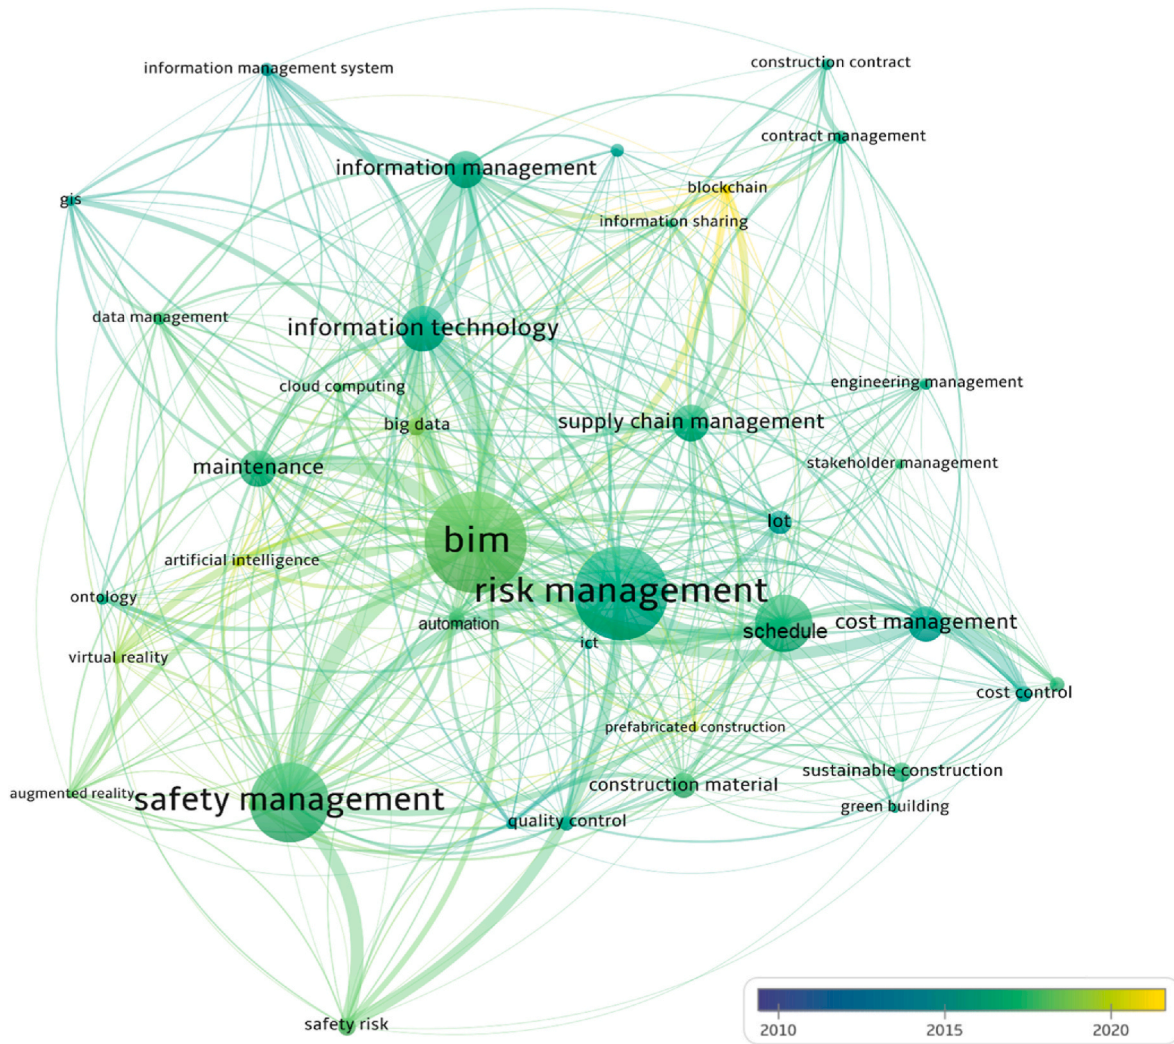 information management system
construction contract
contract management
information management
blockchain
gis
information sharing
data management
information technology
cloud computing
engineering management
big data
supply chain management
stakeholder management
maintenance
lot
bim
artificial intelligence
risk management
ontology
automation
schedule
cost management
ict
virtual reality
cost control
prefabricated construction
sustainable construction
construction material
augmented reality
safety management
green building
quality control
safety risk
2010
2015
2020